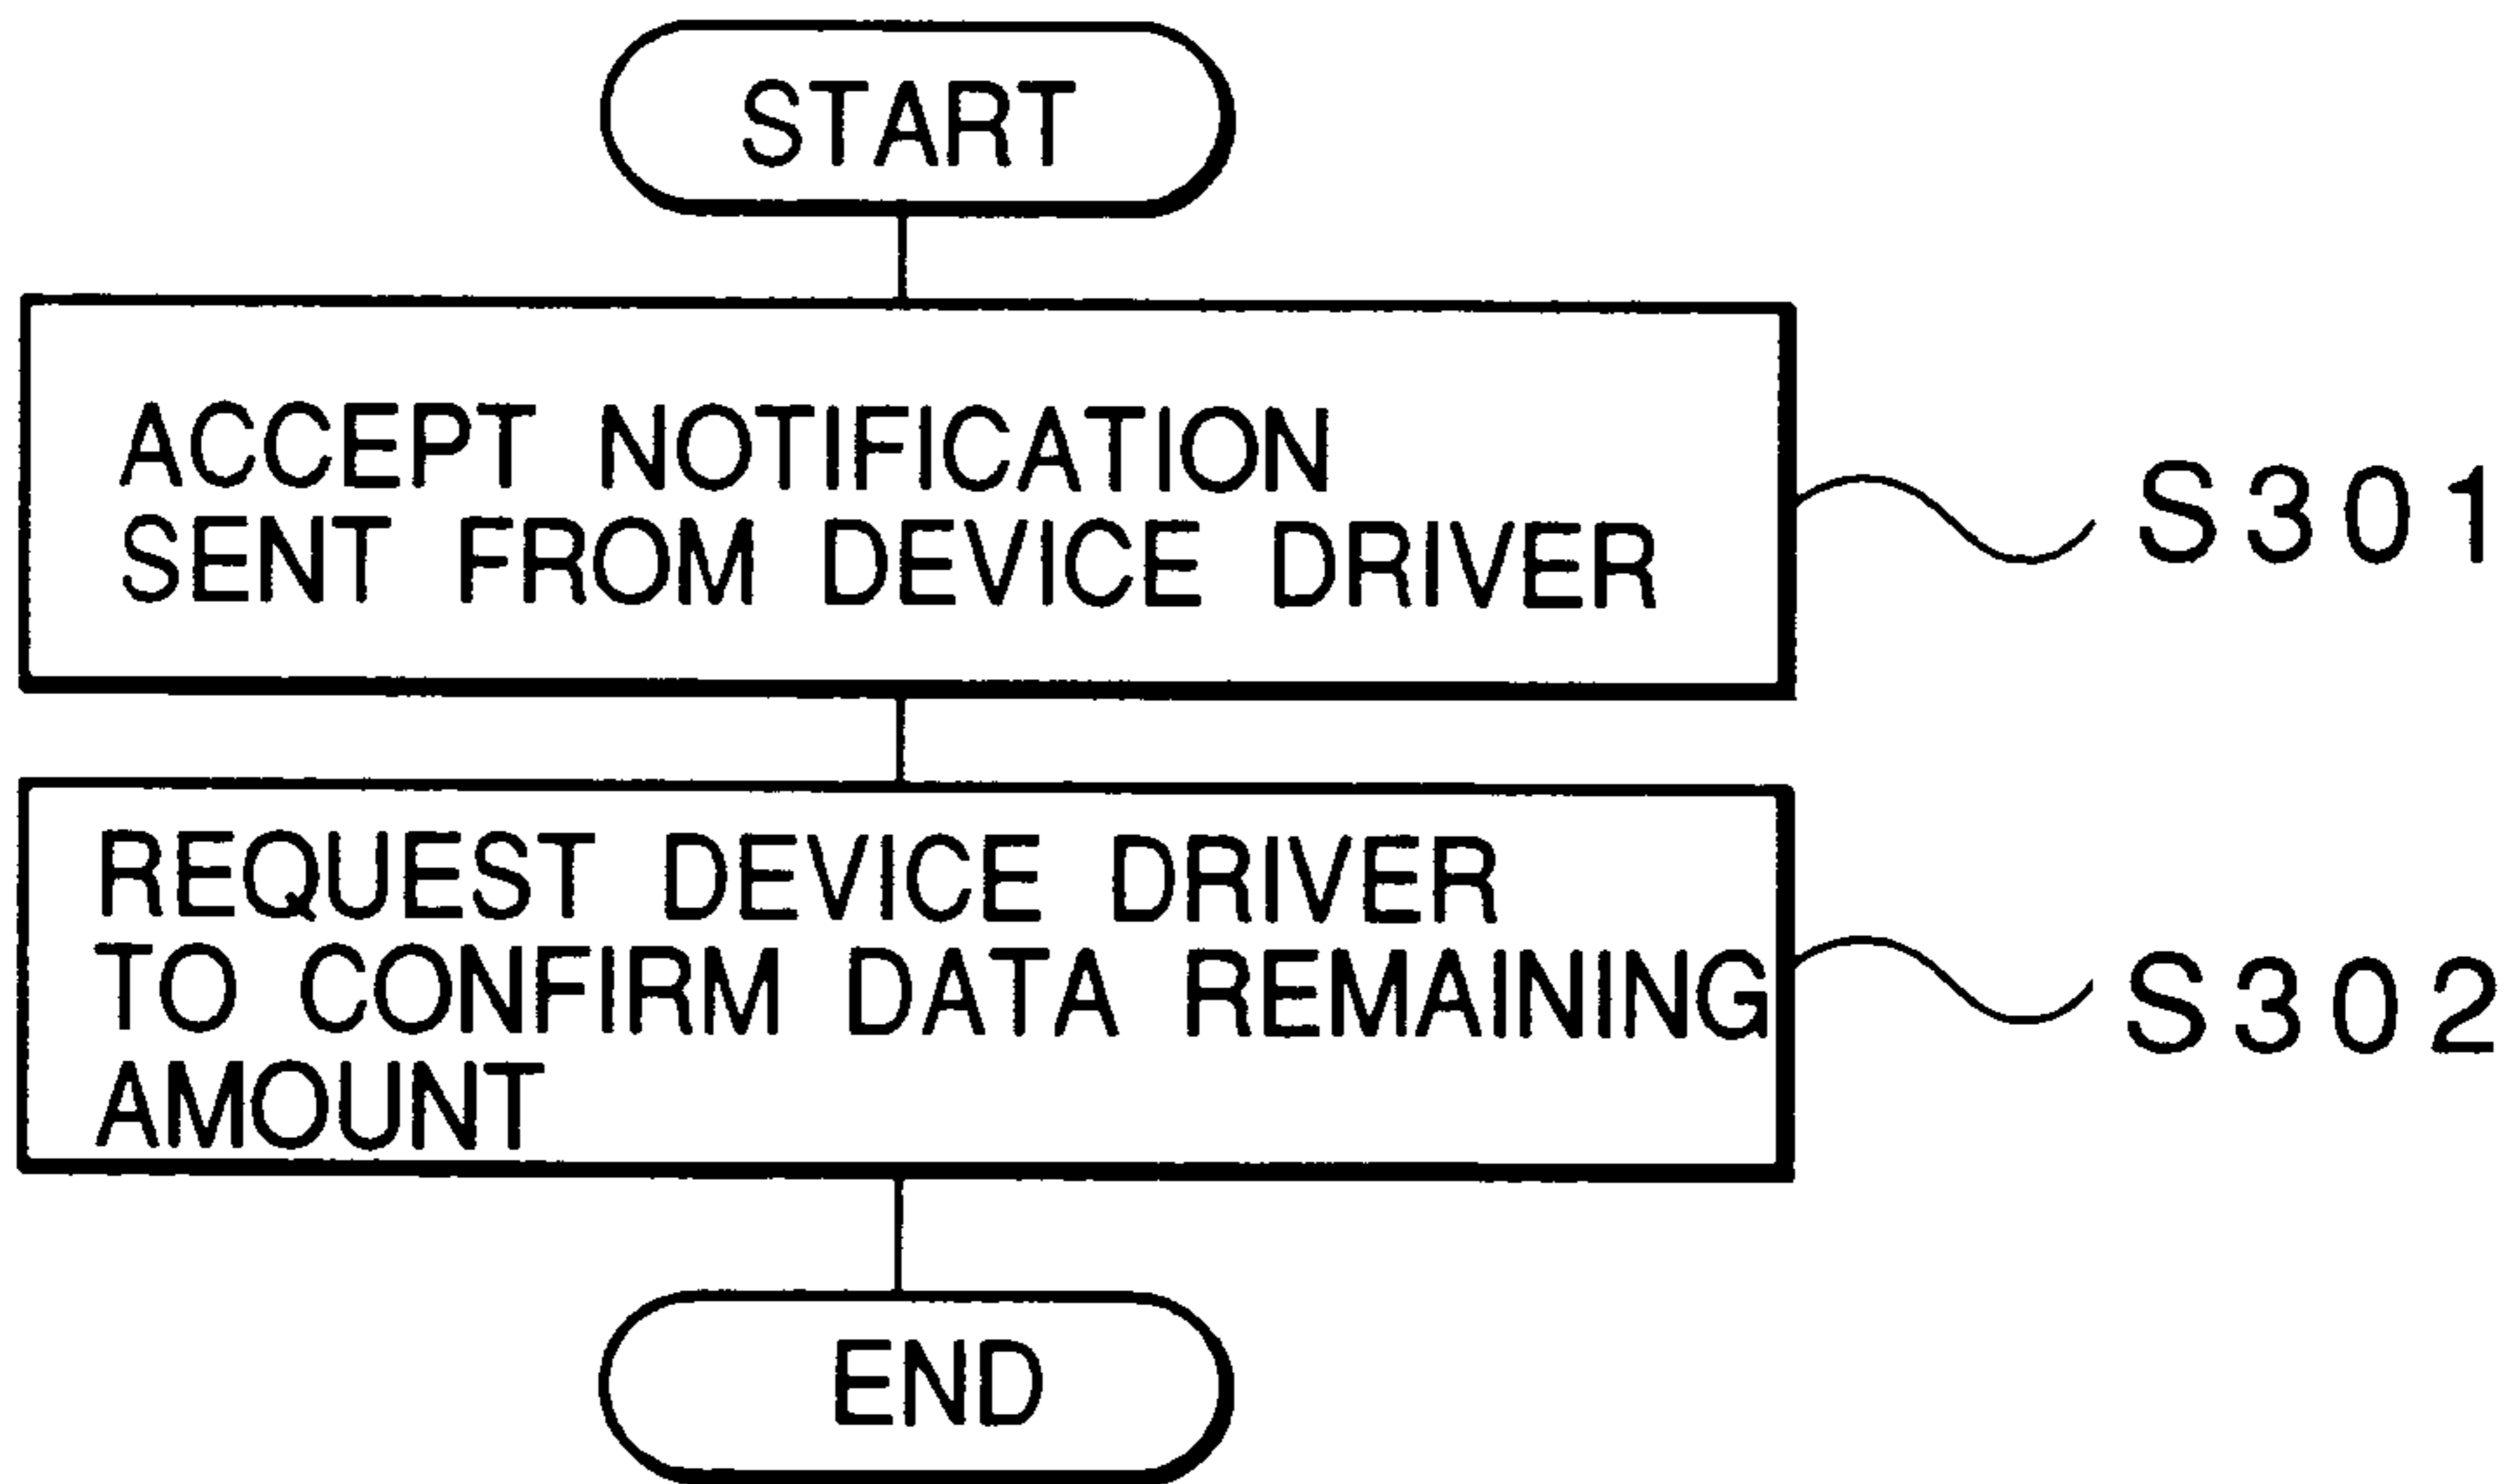 START
ACCEPT NOTIFICATION
SENT FROM DEVICE DRIVER
S301
REQUEST DEVICE DRIVER
TO CONFIRM DATA REMAINING
AMOUNT
S302
END